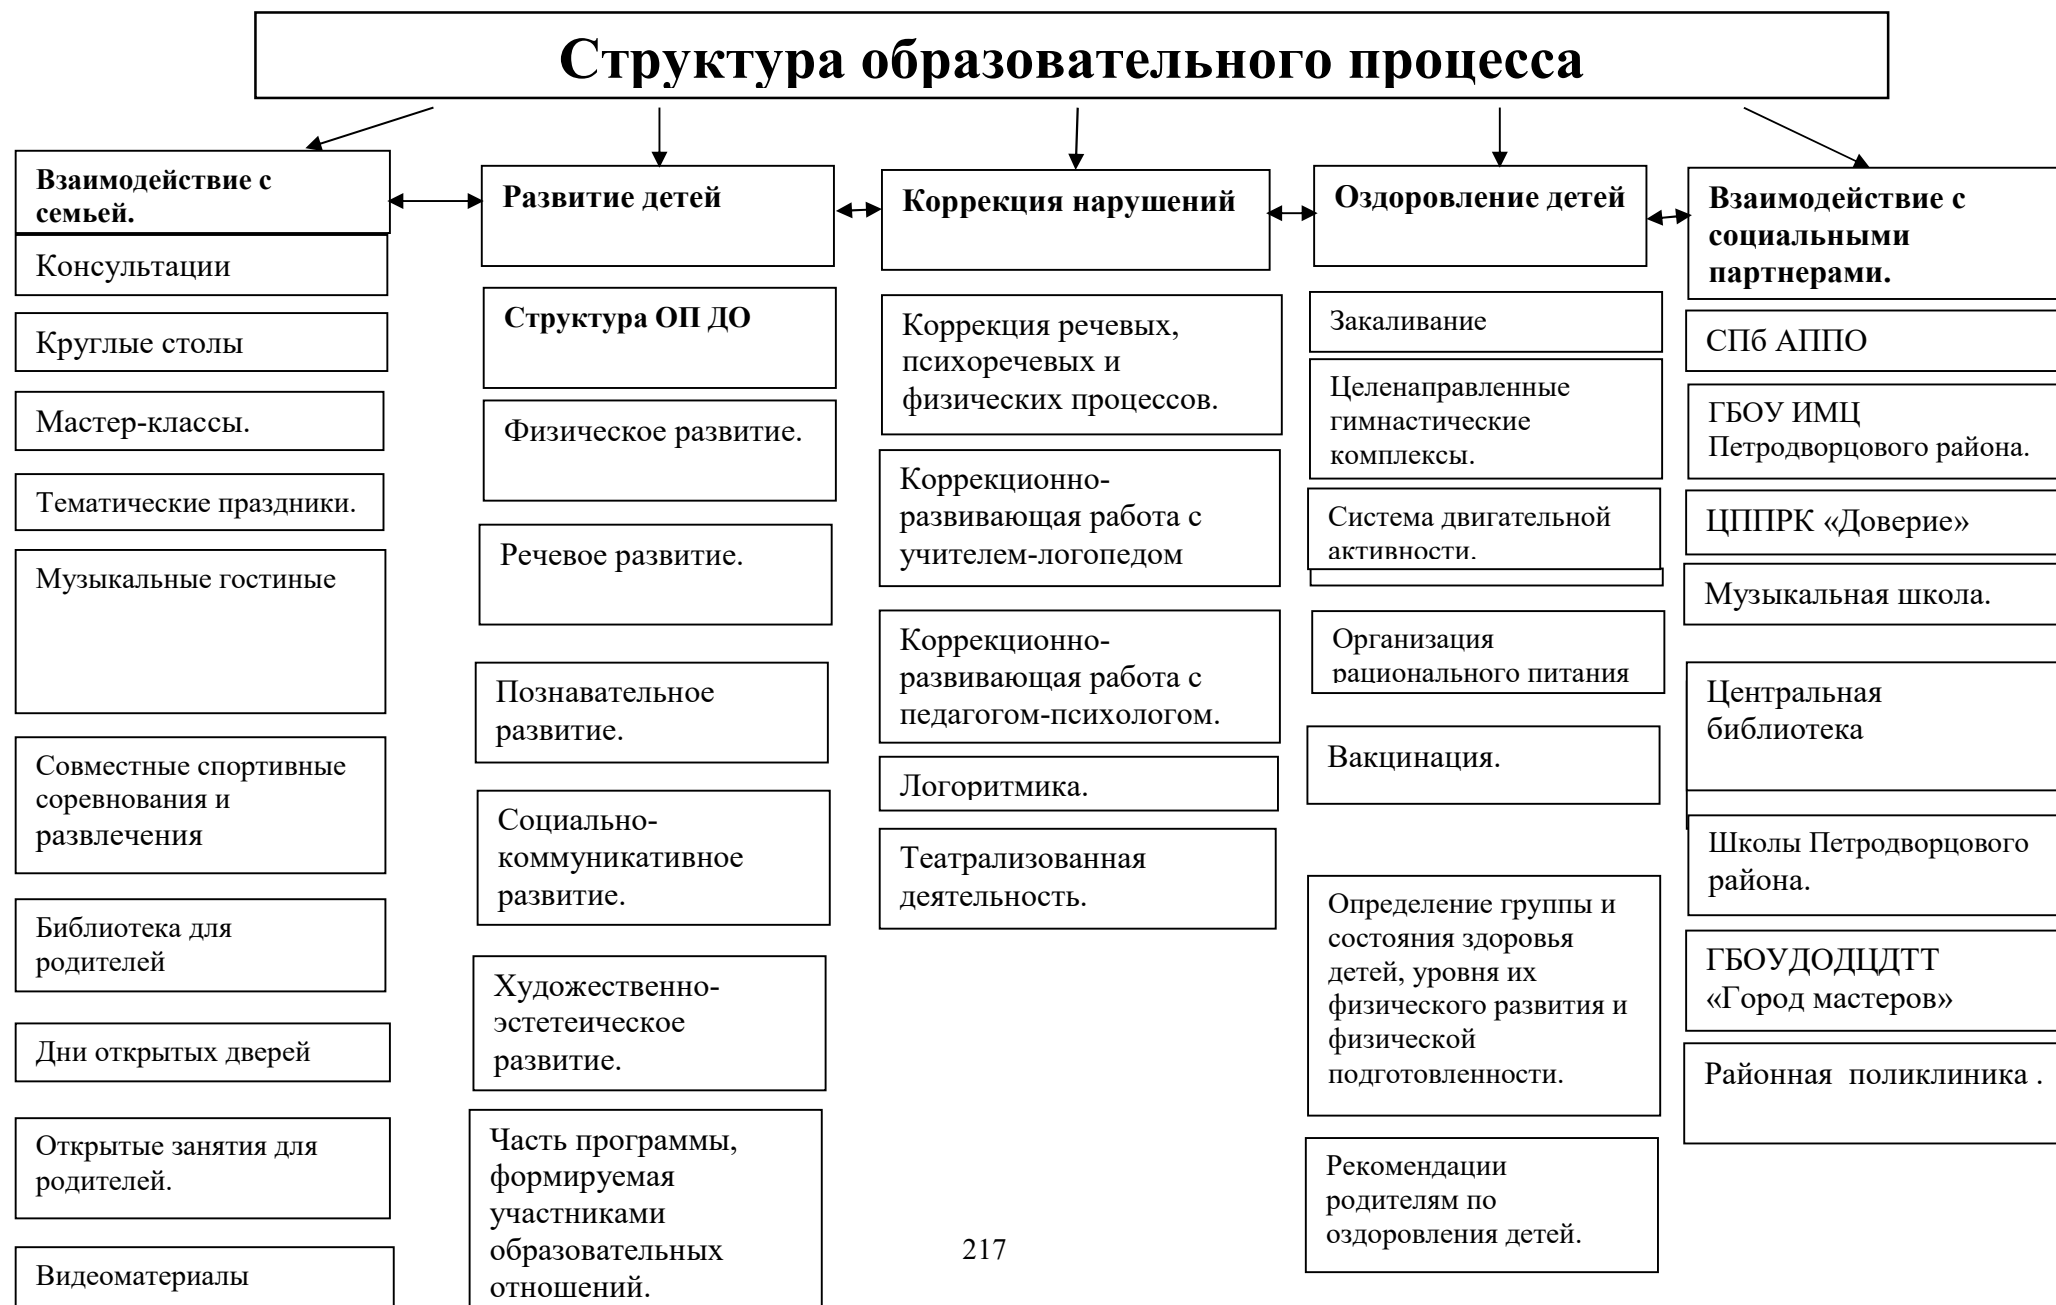 Структура образовательного процесса
Взаимодействие с
семьей.
Консультации
Круглые столы
Мастер-классы.
Тематические праздники.
Музыкальные гостиные
Совместные спортивные
соревнования и
развлечения
Библиотека для
родителей
Дни открытых дверей
Открытые занятия для
родителей.
Видеоматериалы
Развитие детей
Структура ОП ДО
Физическое развитие.
Речевое развитие.
Познавательное
развитие.
Социально-
коммуникативное
развитие.
Художественно-
эстетеическое
развитие.
Часть программы,
формируемая
участниками
образовательных
отношений.
Коррекция нарушений
Коррекция речевых,
психоречевых и
физических процессов.
Коррекционно-
развивающая работа с
учителем-логопедом
Коррекционно-
развивающая работа с
педагогом-психологом.
Логоритмика.
Театрализованная
деятельность.
Оздоровление детей
Закаливание
Целенаправленные
гимнастические
комплексы.
Система двигательной
активности.
Организация
рационального питания
Вакцинация.
Определение группы и
состояния здоровья
детей, уровня их
физического развития и
физической
подготовленности.
Рекомендации
родителям по
оздоровления детей.
Взаимодействие с
социальными
партнерами.
СПб АППО
ГБОУ ИМЦ
Петродворцового района.
ЦППРК «Доверие»
Музыкальная школа.
Центральная
библиотека
Школы Петродворцового
района.
ГБОУДОДЦДТТ
«Город мастеров»
Районная  поликлиника .
217